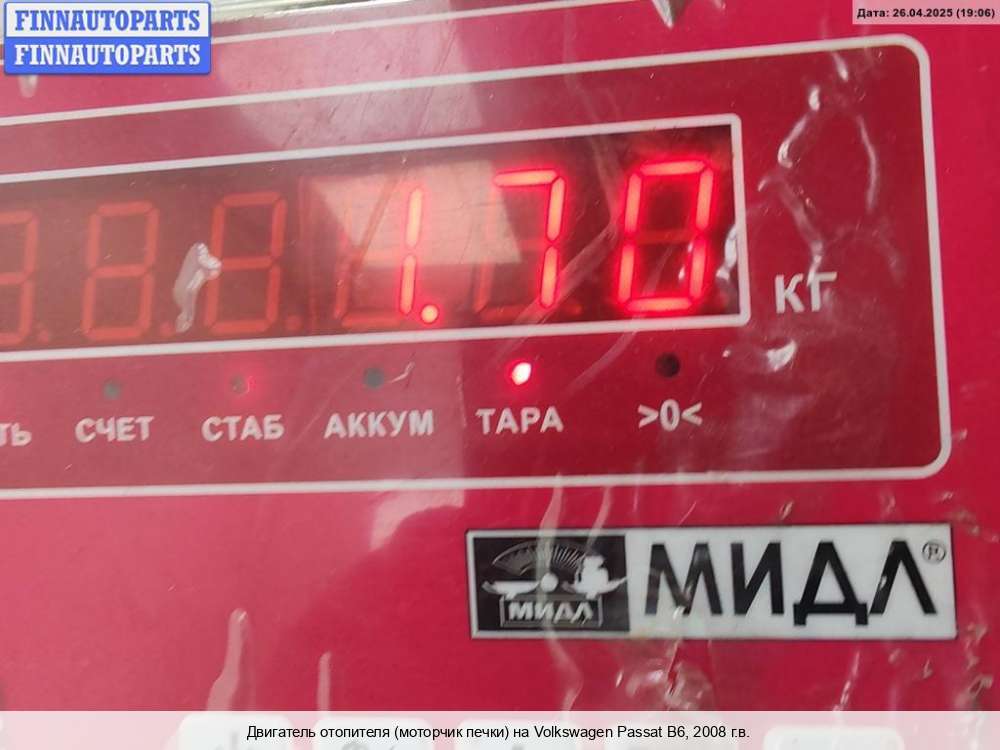 FINNAUTOPARTS
FINNAUTOPARTS
Дата: 26.04.2025 (19:06)
1.70
КГ
ТЬ СЧЕТ СТАБ АККУМ ТАРА >0<
МИДЛ МИДЛ®
Двигатель отопителя (моторчик печки) на Volkswagen Passat B6, 2008 г.в.